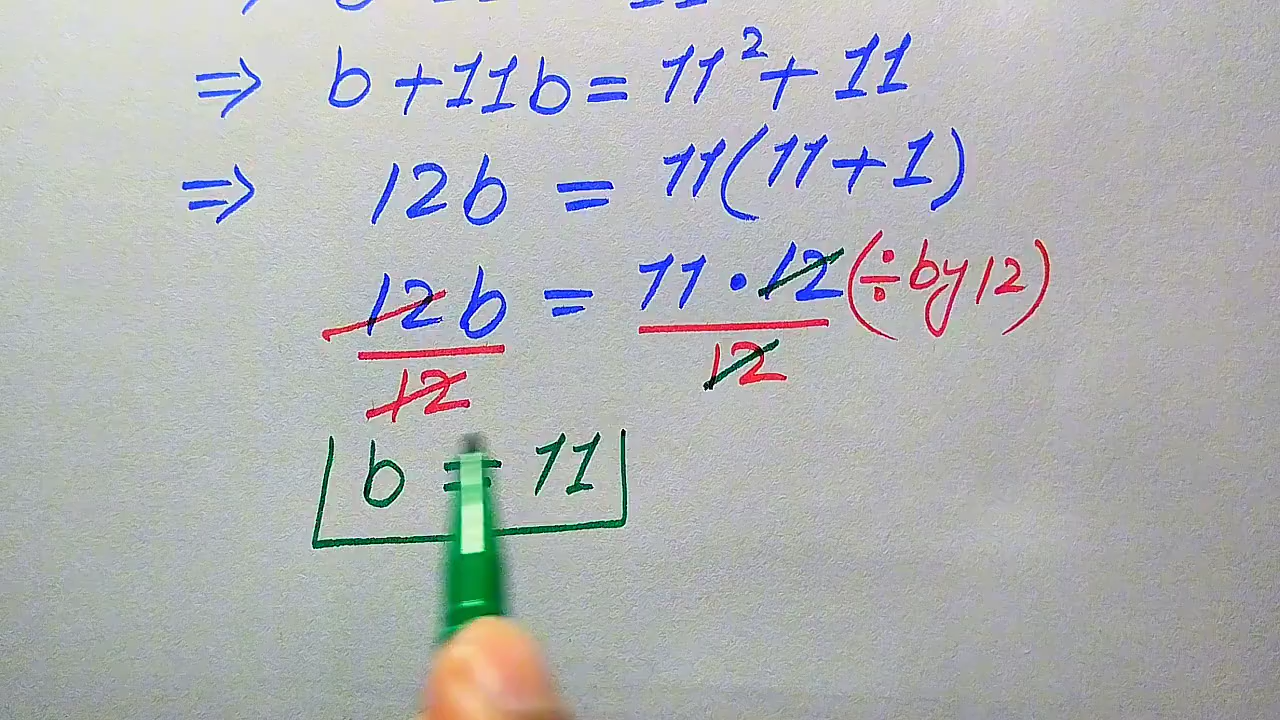 ⇒ b + 11b = 11² + 11
⇒ 12b = 11(11 + 1)
12b/12 = 11 · 12/12 (÷ by 12)
b = 11